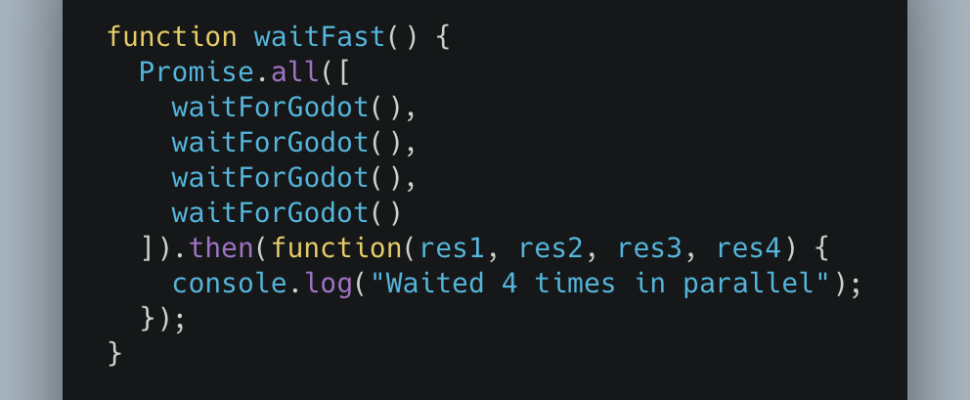 function waitFast() {
  Promise.all([
    waitForGodot(),
    waitForGodot(),
    waitForGodot(),
    waitForGodot()
  ]).then(function(res1, res2, res3, res4) {
    console.log("Waited 4 times in parallel");
  });
}